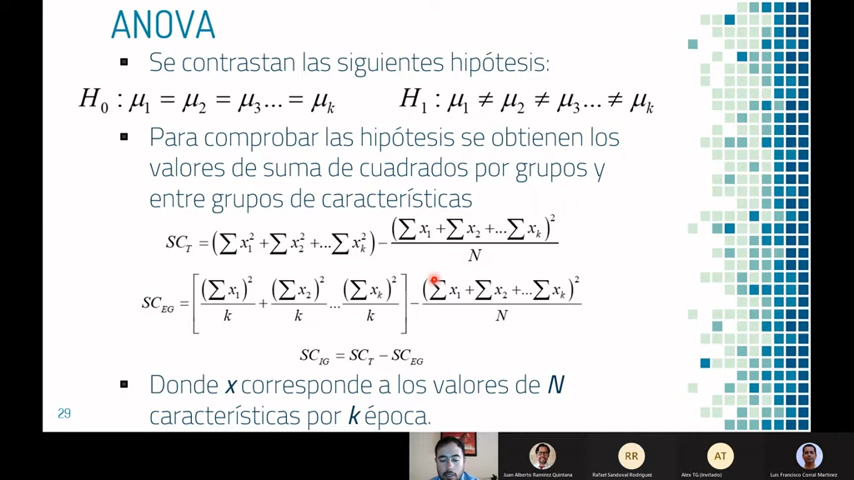 ANOVA
▪ Se contrastan las siguientes hipótesis:
H₀ : μ₁ = μ₂ = μ₃... = μₖ    H₁ : μ₁ ≠ μ₂ ≠ μ₃... ≠ μₖ
▪ Para comprobar las hipótesis se obtienen los
valores de suma de cuadrados por grupos y
entre grupos de características
SC_T = (∑x₁² + ∑x₂² + ...∑xₖ²) − (∑x₁ + ∑x₂ + ...∑xₖ)² / N
SC_EG = [(∑x₁)² / k + (∑x₂)² / k ... (∑xₖ)² / k] − (∑x₁ + ∑x₂ + ...∑xₖ)² / N
SC_IG = SC_T − SC_EG
▪ Donde x corresponde a los valores de N
características por k época.
29
RR
AT
Juan Alberto Ramirez Quintana
Rafael Sandoval Rodriguez
Alex TG (Invitado)
Luis Francisco Corral Martinez